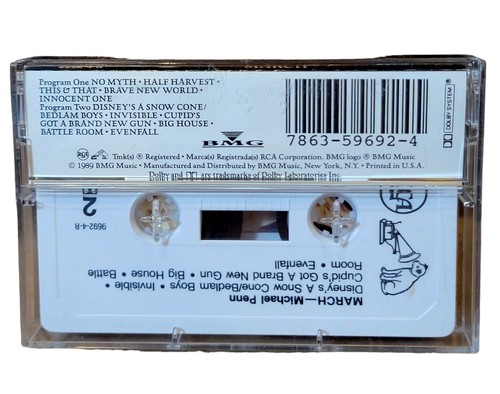 MARCH
Program One NO MYTH • HALF HARVEST •
THIS & THAT • BRAVE NEW WORLD •
INNOCENT ONE
Program Two DISNEY'S A SNOW CONE/
BEDLAM BOYS • INVISIBLE • CUPID'S
GOT A BRAND NEW GUN • BIG HOUSE •
BATTLE ROOM • EVENFALL
BMG
7863-59692-4
DOLBY SYSTEM®
RCA Tmk(s) ® Registered • Marca(s) Registrada(s) RCA Corporation. BMG logo ® BMG Music
© 1989 BMG Music • Manufactured and Distributed by BMG Music, New York, N.Y. • Printed in U.S.A.
Dolby and are trademarks of Dolby Laboratories Inc.
MARCH—Michael Penn
Disney's A Snow Cone/Bedlam Boys • Invisible •
Cupid's Got A Brand New Gun • Big House • Battle
Room • Evenfall
RCA
2
9692-4-R